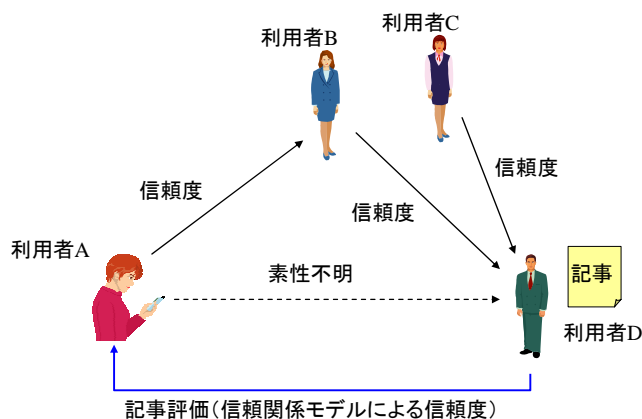 利用者C
利用者B
信頼度
信頼度
信頼度
利用者A
素性不明
記事
利用者D
記事評価(信頼関係モデルによる信頼度)